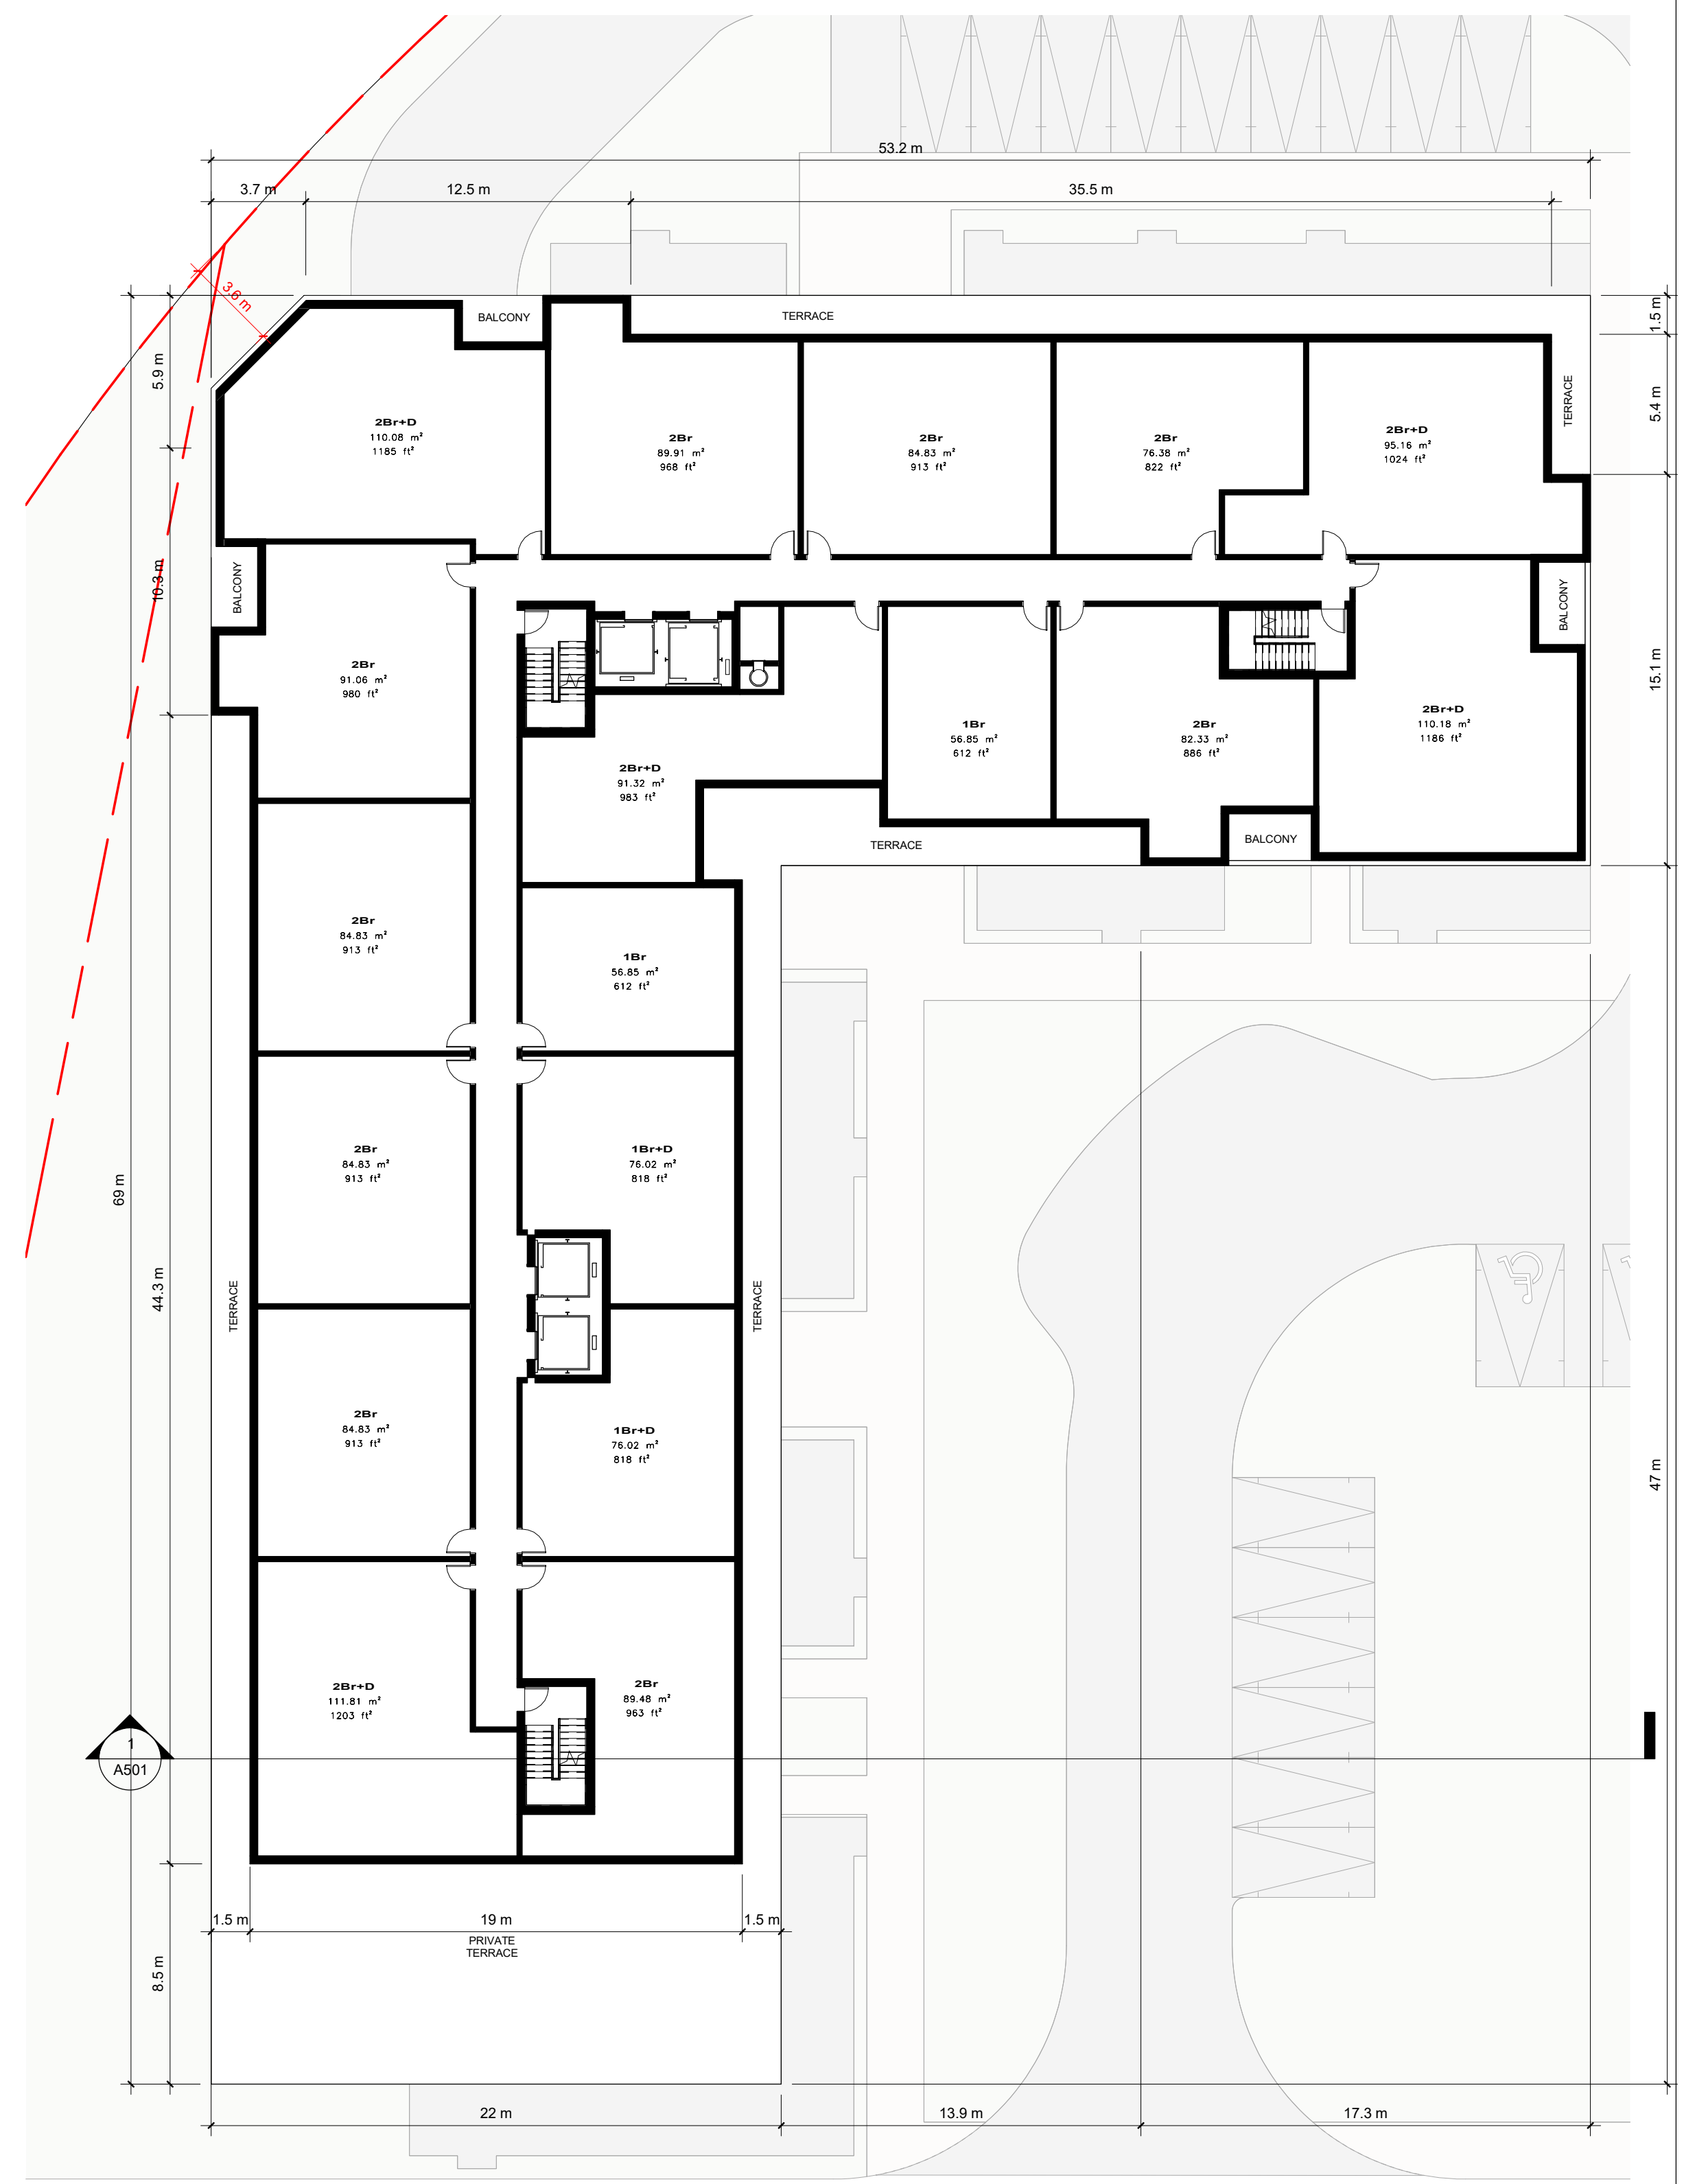 53.2 m
3.7 m
12.5 m
35.5 m
3.6 m
BALCONY
TERRACE
1.5 m
5.9 m
5.4 m
TERRACE
2Br+D
110.08 m²
1185 ft²
2Br
89.91 m²
968 ft²
2Br
84.83 m²
913 ft²
2Br
76.38 m²
822 ft²
2Br+D
95.16 m²
1024 ft²
10.3 m
BALCONY
BALCONY
2Br
91.06 m²
980 ft²
15.1 m
2Br+D
91.32 m²
983 ft²
1Br
56.85 m²
612 ft²
2Br
82.33 m²
886 ft²
2Br+D
110.18 m²
1186 ft²
TERRACE
BALCONY
2Br
84.83 m²
913 ft²
1Br
56.85 m²
612 ft²
2Br
84.83 m²
913 ft²
1Br+D
76.02 m²
818 ft²
69 m
44.3 m
TERRACE
TERRACE
2Br
84.83 m²
913 ft²
1Br+D
76.02 m²
818 ft²
47 m
2Br+D
111.81 m²
1203 ft²
2Br
89.48 m²
963 ft²
1
A501
1.5 m
19 m
1.5 m
PRIVATE
TERRACE
8.5 m
22 m
13.9 m
17.3 m